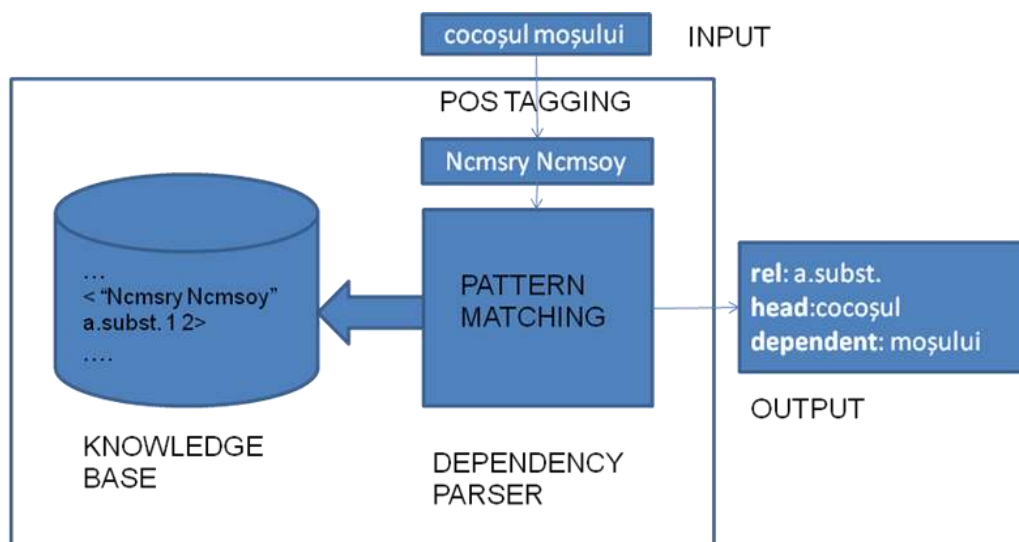 cocoșul moșului
INPUT
POS TAGGING
Ncmsry Ncmsoy
…
< “Ncmsry Ncmsoy”
a.subst. 1 2>
….
PATTERN
MATCHING
rel: a.subst.
head:cocoșul
dependent: moșului
OUTPUT
KNOWLEDGE
BASE
DEPENDENCY
PARSER